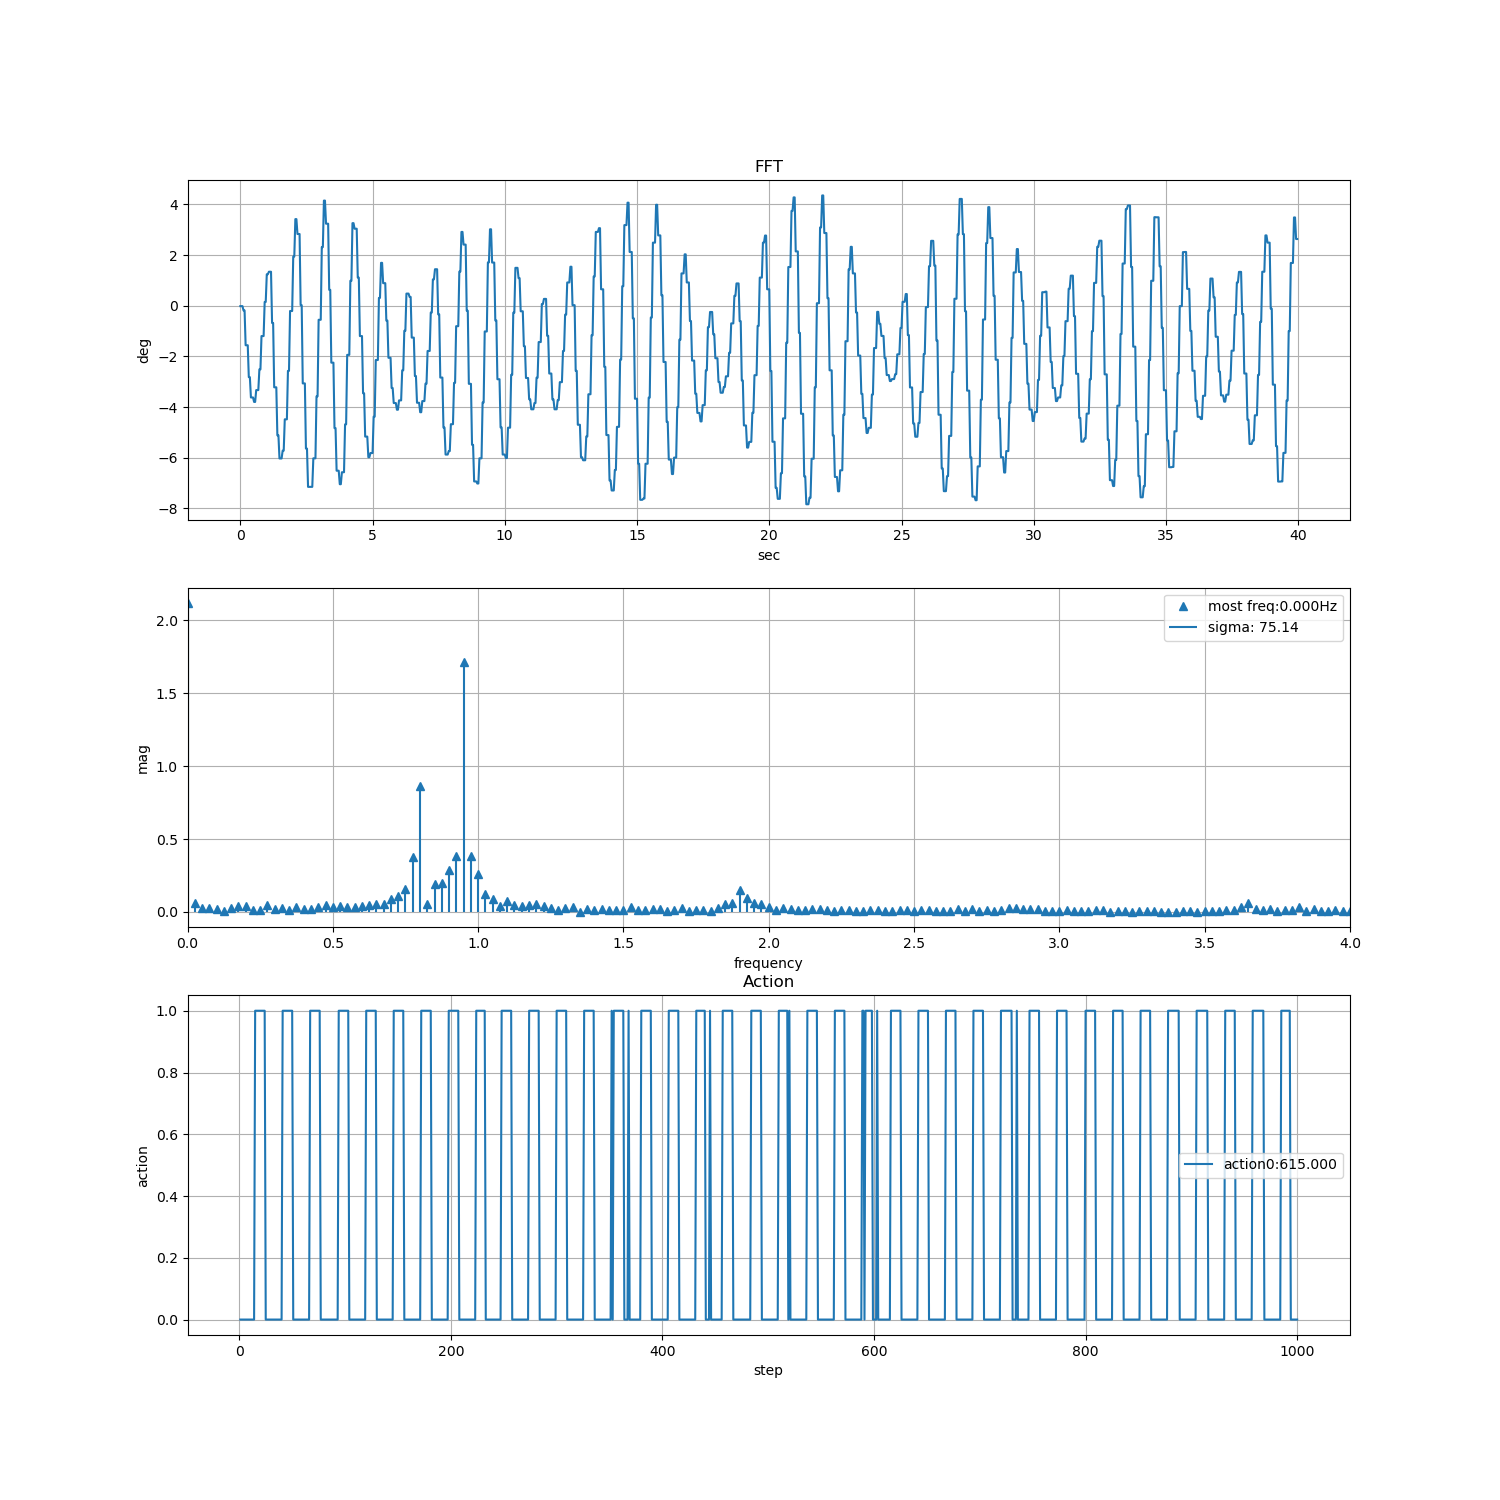 FFT
4
2
0
−2
−4
−6
−8
deg
0 5 10 15 20 25 30 35 40
sec
most freq:0.000Hz
sigma: 75.14
2.0
1.5
1.0
0.5
0.0
mag
0.0 0.5 1.0 1.5 2.0 2.5 3.0 3.5 4.0
frequency
Action
1.0
0.8
0.6
0.4
0.2
0.0
action
action0:615.000
0 200 400 600 800 1000
step